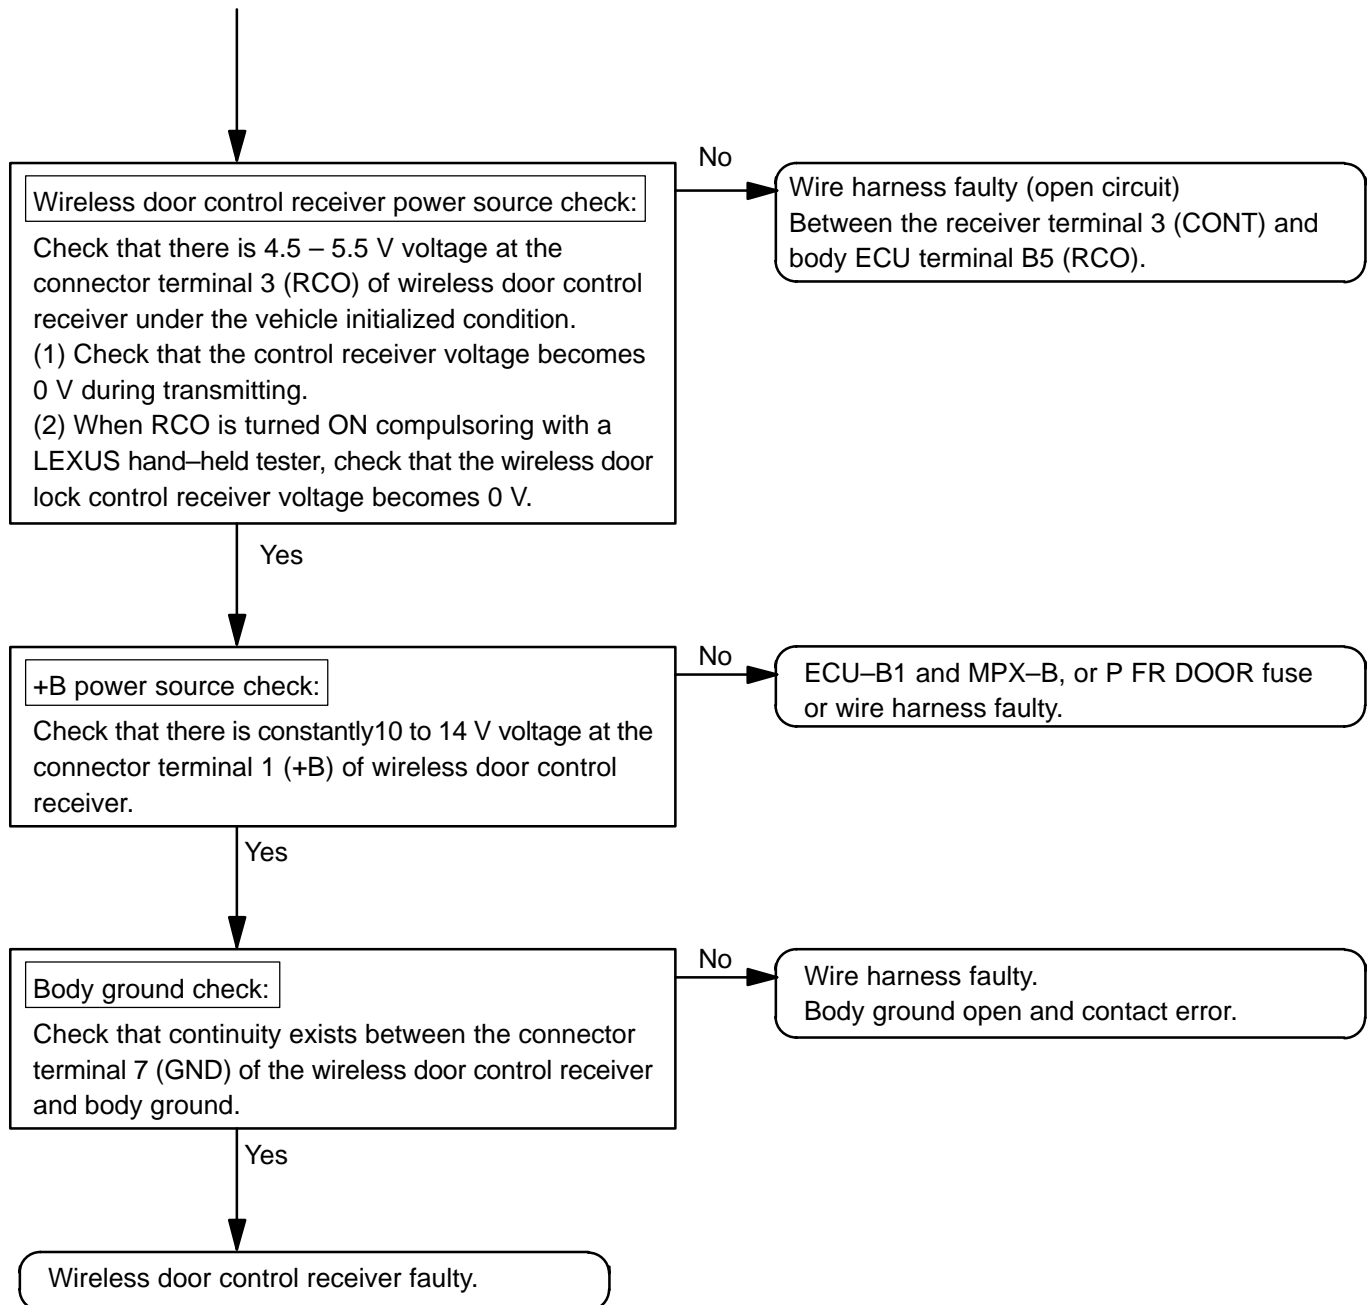 No
Wireless door control receiver power source check:
Check that there is 4.5 – 5.5 V voltage at the
connector terminal 3 (RCO) of wireless door control
receiver under the vehicle initialized condition.
(1) Check that the control receiver voltage becomes
0 V during transmitting.
(2) When RCO is turned ON compulsoring with a
LEXUS hand–held tester, check that the wireless door
lock control receiver voltage becomes 0 V.
Wire harness faulty (open circuit)
Between the receiver terminal 3 (CONT) and
body ECU terminal B5 (RCO).
Yes
No
+B power source check:
Check that there is constantly10 to 14 V voltage at the
connector terminal 1 (+B) of wireless door control
receiver.
ECU–B1 and MPX–B, or P FR DOOR fuse
or wire harness faulty.
Yes
No
Body ground check:
Check that continuity exists between the connector
terminal 7 (GND) of the wireless door control receiver
and body ground.
Wire harness faulty.
Body ground open and contact error.
Yes
Wireless door control receiver faulty.